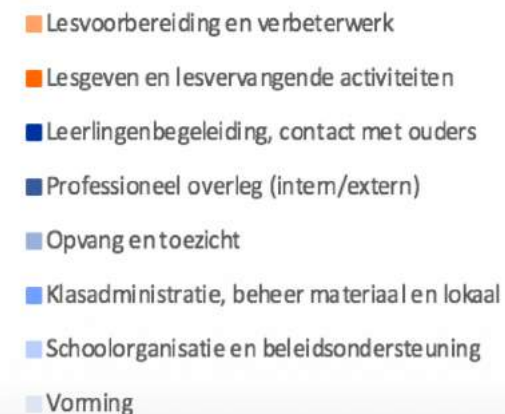 Lesvoorbereiding en verbeterwerk
Lesgeven en lesvervangende activiteiten
Leerlingenbegeleiding, contact met ouders
Professioneel overleg (intern/extern)
Opvang en toezicht
Klasadministratie, beheer materiaal en lokaal
Schoolorganisatie en beleidsondersteuning
Vorming